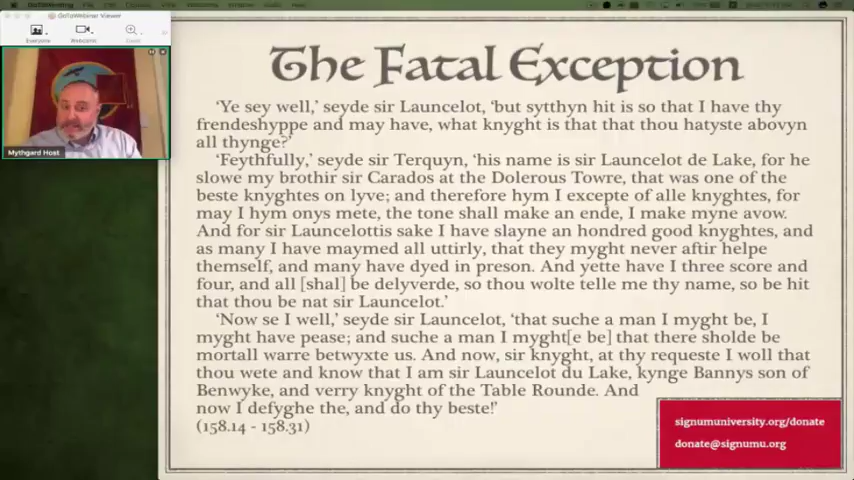 GoToWebinar Viewer
Everyone
Webcams
Mythgard Host
The Fatal Exception
‘Ye sey well,’ seyde sir Launcelot, ‘but sytthyn hit is so that I have thy
frendeshyppe and may have, what knyght is that that thou hatyste abovyn
all thynge?’
‘Feythfully,’ seyde sir Terquyn, ‘his name is sir Launcelot de Lake, for he
slowe my brothir sir Carados at the Dolerous Towre, that was one of the
beste knyghtes on lyve; and therefore hym I excepte of alle knyghtes, for
may I hym onys mete, the tone shall make an ende, I make myne avow.
And for sir Launcelottis sake I have slayne an hondred good knyghtes, and
as many I have maymed all uttirly, that they myght never aftir helpe
themself, and many have dyed in preson. And yette have I three score and
four, and all [shal] be delyverde, so thou wolte telle me thy name, so be hit
that thou be nat sir Launcelot.’
‘Now se I well,’ seyde sir Launcelot, ‘that suche a man I myght be, I
myght have pease; and suche a man I myght[e be] that there sholde be
mortall warre betwyxte us. And now, sir knyght, at thy requeste I woll that
thou wete and know that I am sir Launcelot du Lake, kynge Bannys son of
Benwyke, and verry knyght of the Table Rounde. And
now I defyghe the, and do thy beste!’
(158.14 - 158.31)
signumuniversity.org/donate
donate@signumu.org